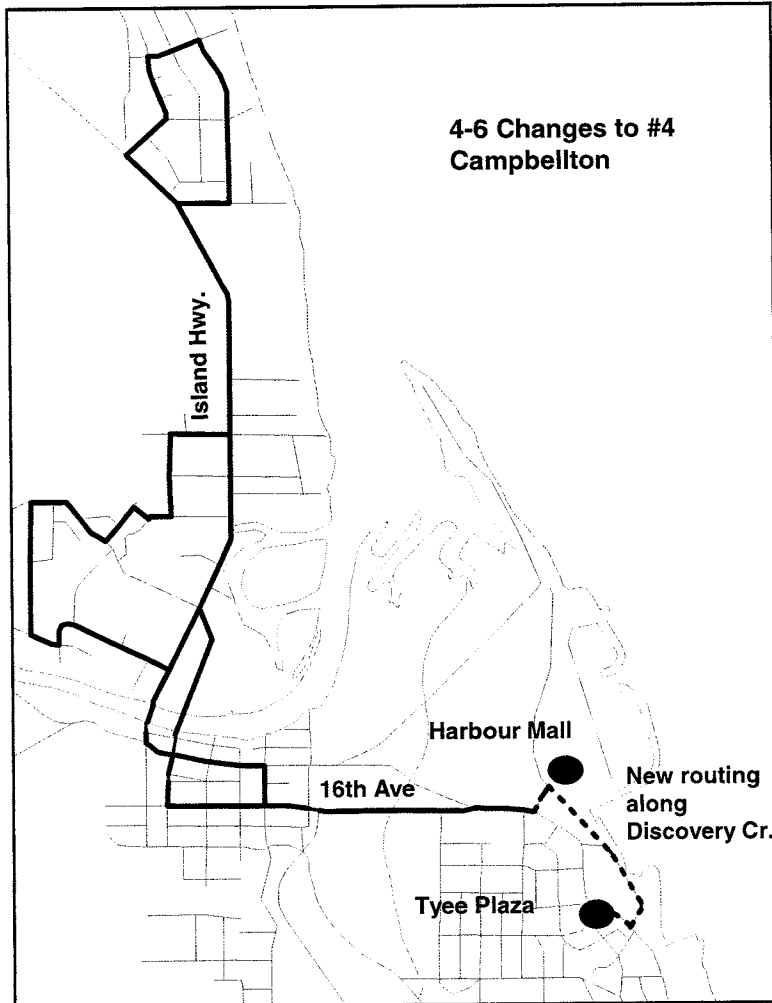 4-6 Changes to #4
Campbellton
Island Hwy.
Harbour Mall
16th Ave
New routing
along
Discovery Cr.
Tyee Plaza